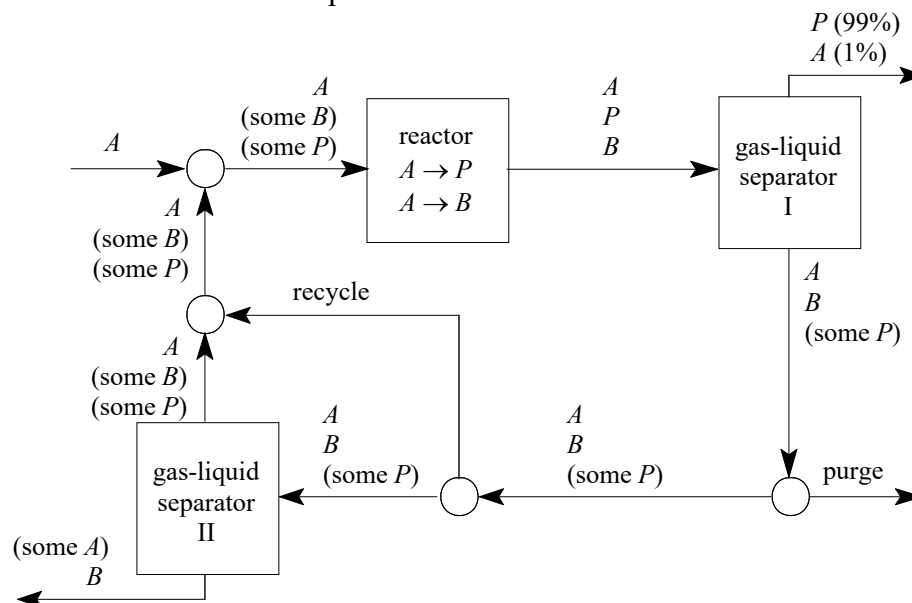 P (99%)
A (1%)
A
(some B)
(some P)
A
reactor
A → P
A → B
A
P
B
gas-liquid
separator
I
A
(some B)
(some P)
recycle
A
B
(some P)
A
(some B)
(some P)
gas-liquid
separator
II
A
B
(some P)
A
B
(some P)
purge
(some A)
B